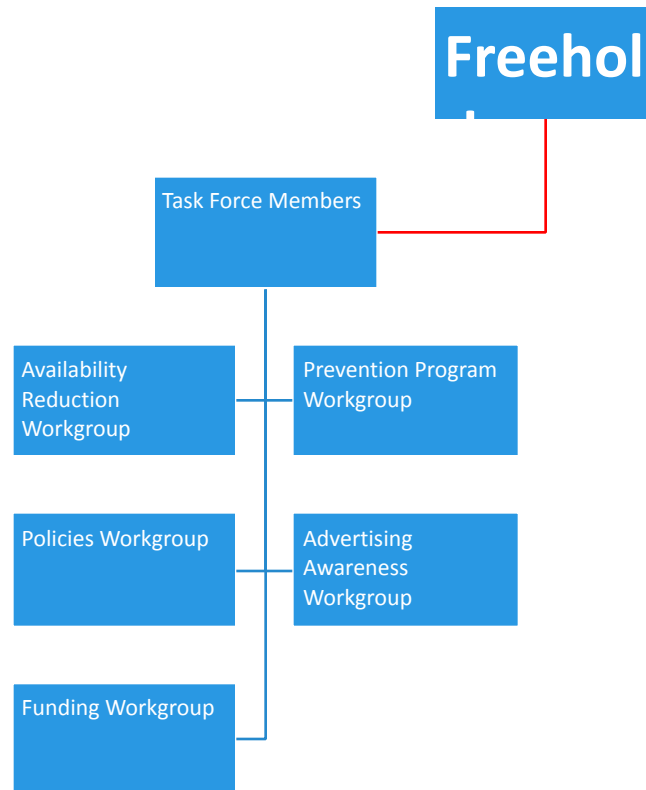 Freehol
Task Force Members
Availability
Reduction
Workgroup
Prevention Program
Workgroup
Policies Workgroup
Advertising
Awareness
Workgroup
Funding Workgroup